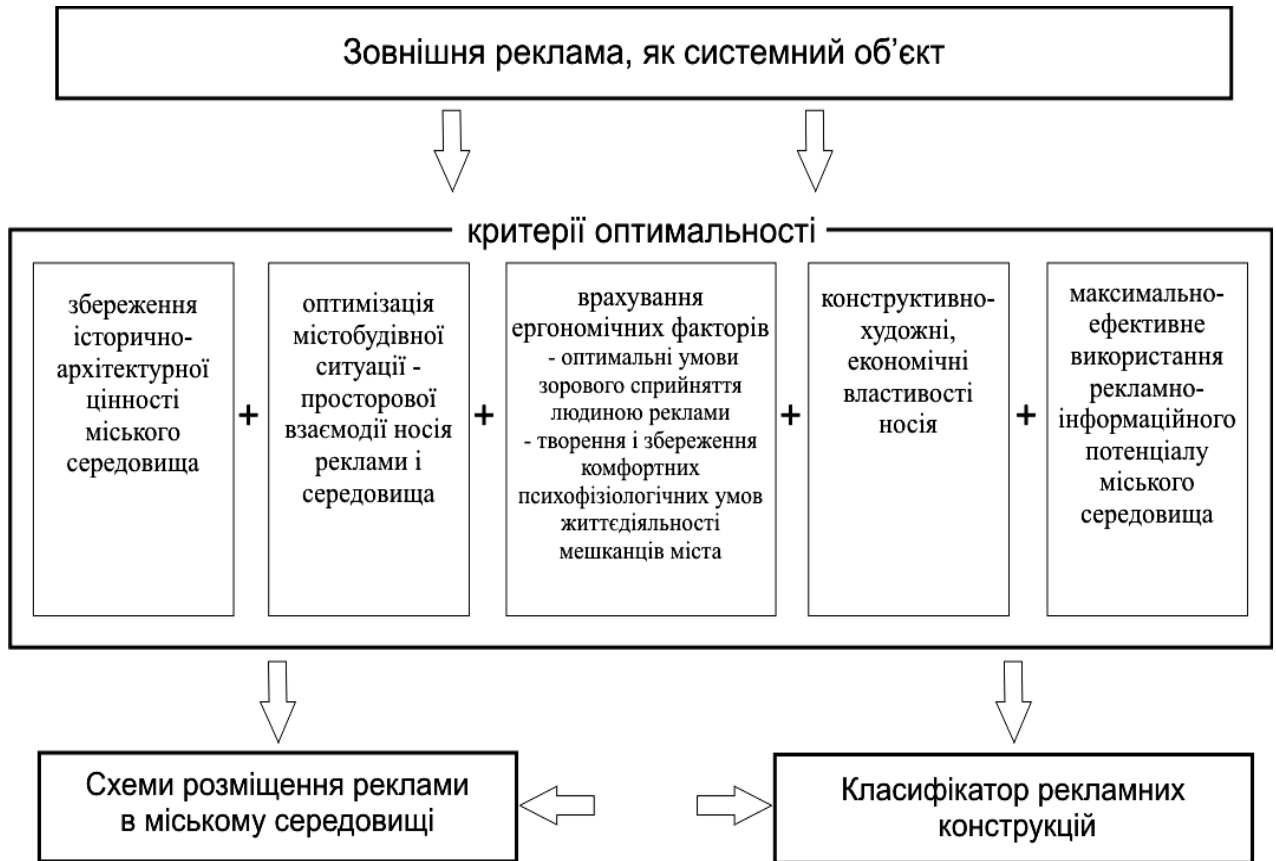 Зовнішня реклама, як системний об’єкт
критерії оптимальності
збереження
історично-
архітектурної
цінності
міського
середовища
+
оптимізація
містобудівної
ситуації -
просторової
взаємодії носія
реклами і
середовища
+
врахування
ергономічних факторів
- оптимальні умови
зорового сприйняття
людиною реклами
- творення і збереження
комфортних
психофізіологічних умов
життєдіяльності
мешканців міста
+
конструктивно-
художні,
економічні
властивості
носія
+
максимально-
ефективне
використання
рекламно-
інформаційного
потенціалу
міського
середовища
Схеми розміщення реклами
в міському середовищі
Класифікатор рекламних
конструкцій